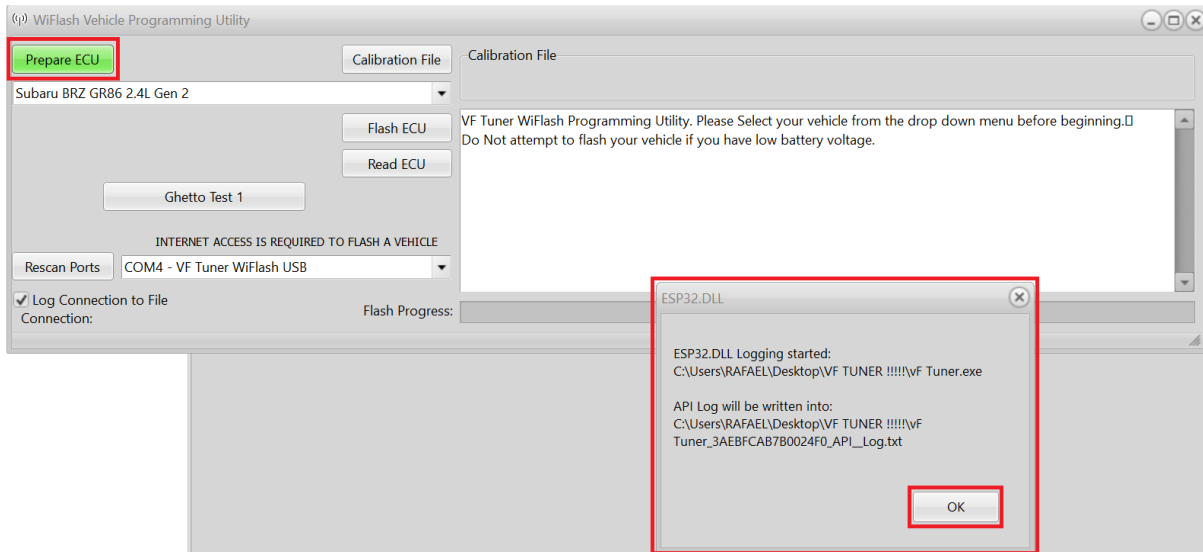 WiFlash Vehicle Programming Utility
Prepare ECU
Calibration File
Calibration File
Subaru BRZ GR86 2.4L Gen 2
Flash ECU
Read ECU
VF Tuner WiFlash Programming Utility. Please Select your vehicle from the drop down menu before beginning.
Do Not attempt to flash your vehicle if you have low battery voltage.
Ghetto Test 1
INTERNET ACCESS IS REQUIRED TO FLASH A VEHICLE
Rescan Ports
COM4 - VF Tuner WiFlash USB
Log Connection to File
Connection:
Flash Progress:
ESP32.DLL
ESP32.DLL Logging started:
C:\Users\RAFAEL\Desktop\VF TUNER !!!!!\vF Tuner.exe
API Log will be written into:
C:\Users\RAFAEL\Desktop\VF TUNER !!!!!\vF
Tuner_3AEBFCAB7B0024F0_API__Log.txt
OK